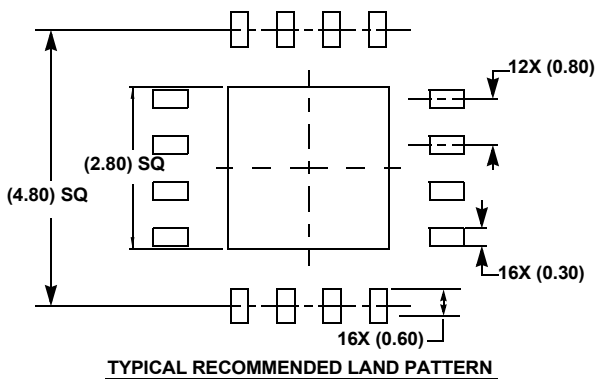 12X (0.80)
(2.80) SQ
(4.80) SQ
16X (0.30)
16X (0.60)
TYPICAL RECOMMENDED LAND PATTERN